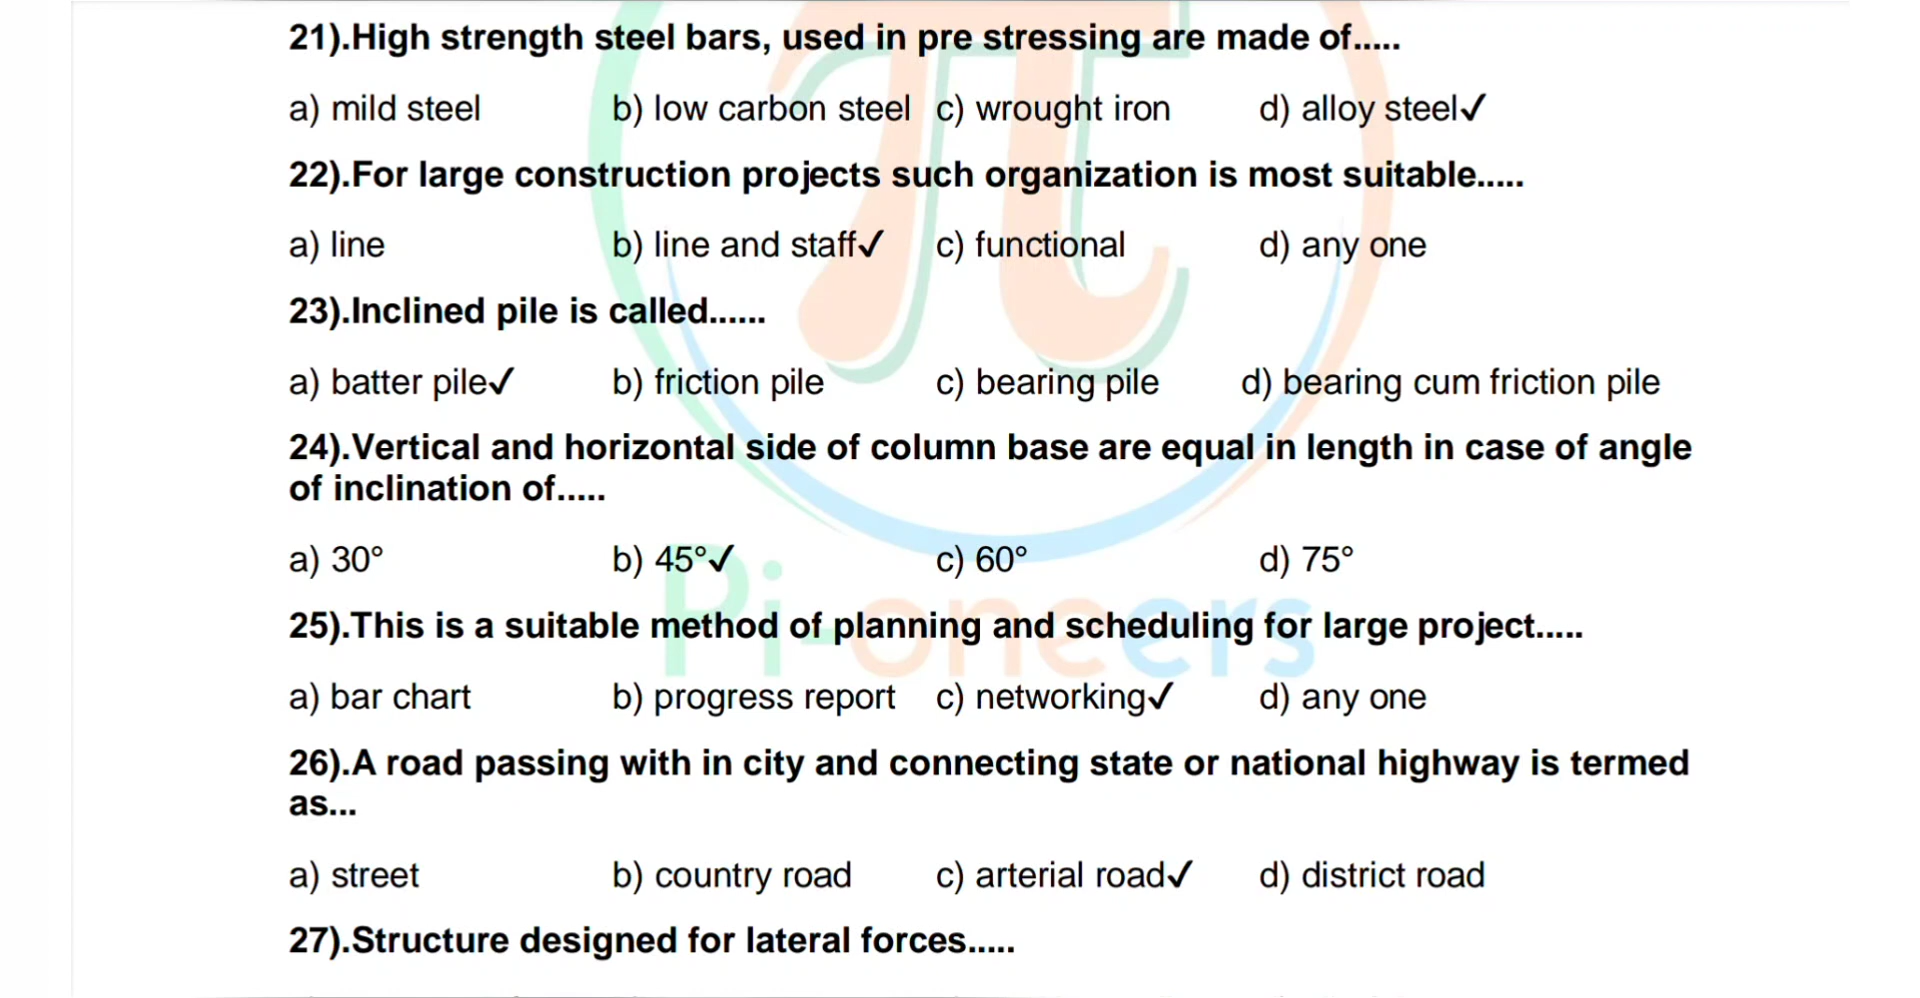 21).High strength steel bars, used in pre stressing are made of.....
a) mild steel b) low carbon steel c) wrought iron d) alloy steel✓
22).For large construction projects such organization is most suitable.....
a) line b) line and staff✓ c) functional d) any one
23).Inclined pile is called......
a) batter pile✓ b) friction pile c) bearing pile d) bearing cum friction pile
24).Vertical and horizontal side of column base are equal in length in case of angle
of inclination of.....
a) 30° b) 45°✓ c) 60° d) 75°
Pi-oneers
25).This is a suitable method of planning and scheduling for large project.....
a) bar chart b) progress report c) networking✓ d) any one
26).A road passing with in city and connecting state or national highway is termed
as...
a) street b) country road c) arterial road✓ d) district road
27).Structure designed for lateral forces.....